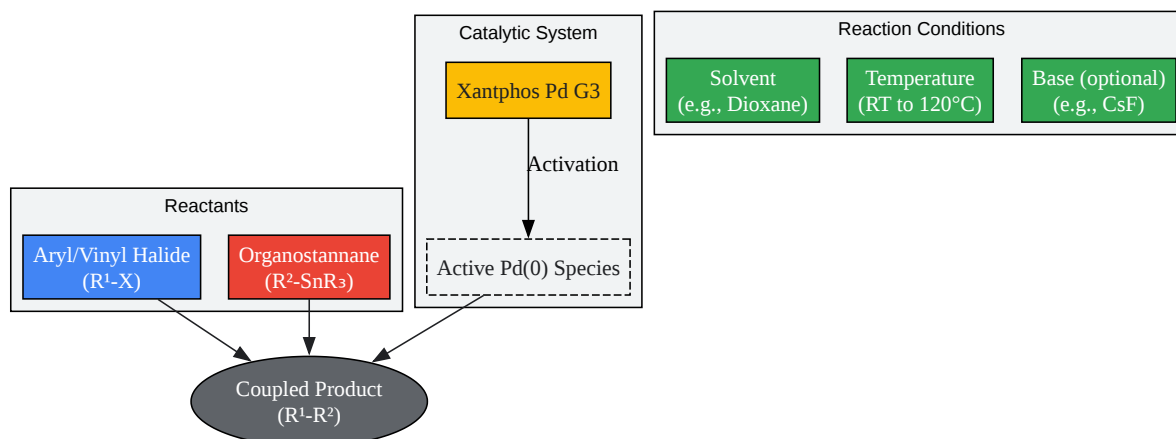 Catalytic System
Xantphos Pd G3
Activation
Active Pd(0) Species
Reaction Conditions
Solvent
(e.g., Dioxane)
Temperature
(RT to 120°C)
Base (optional)
(e.g., CsF)
Reactants
Aryl/Vinyl Halide
(R¹-X)
Organostannane
(R²-SnR₃)
Coupled Product
(R¹-R²)